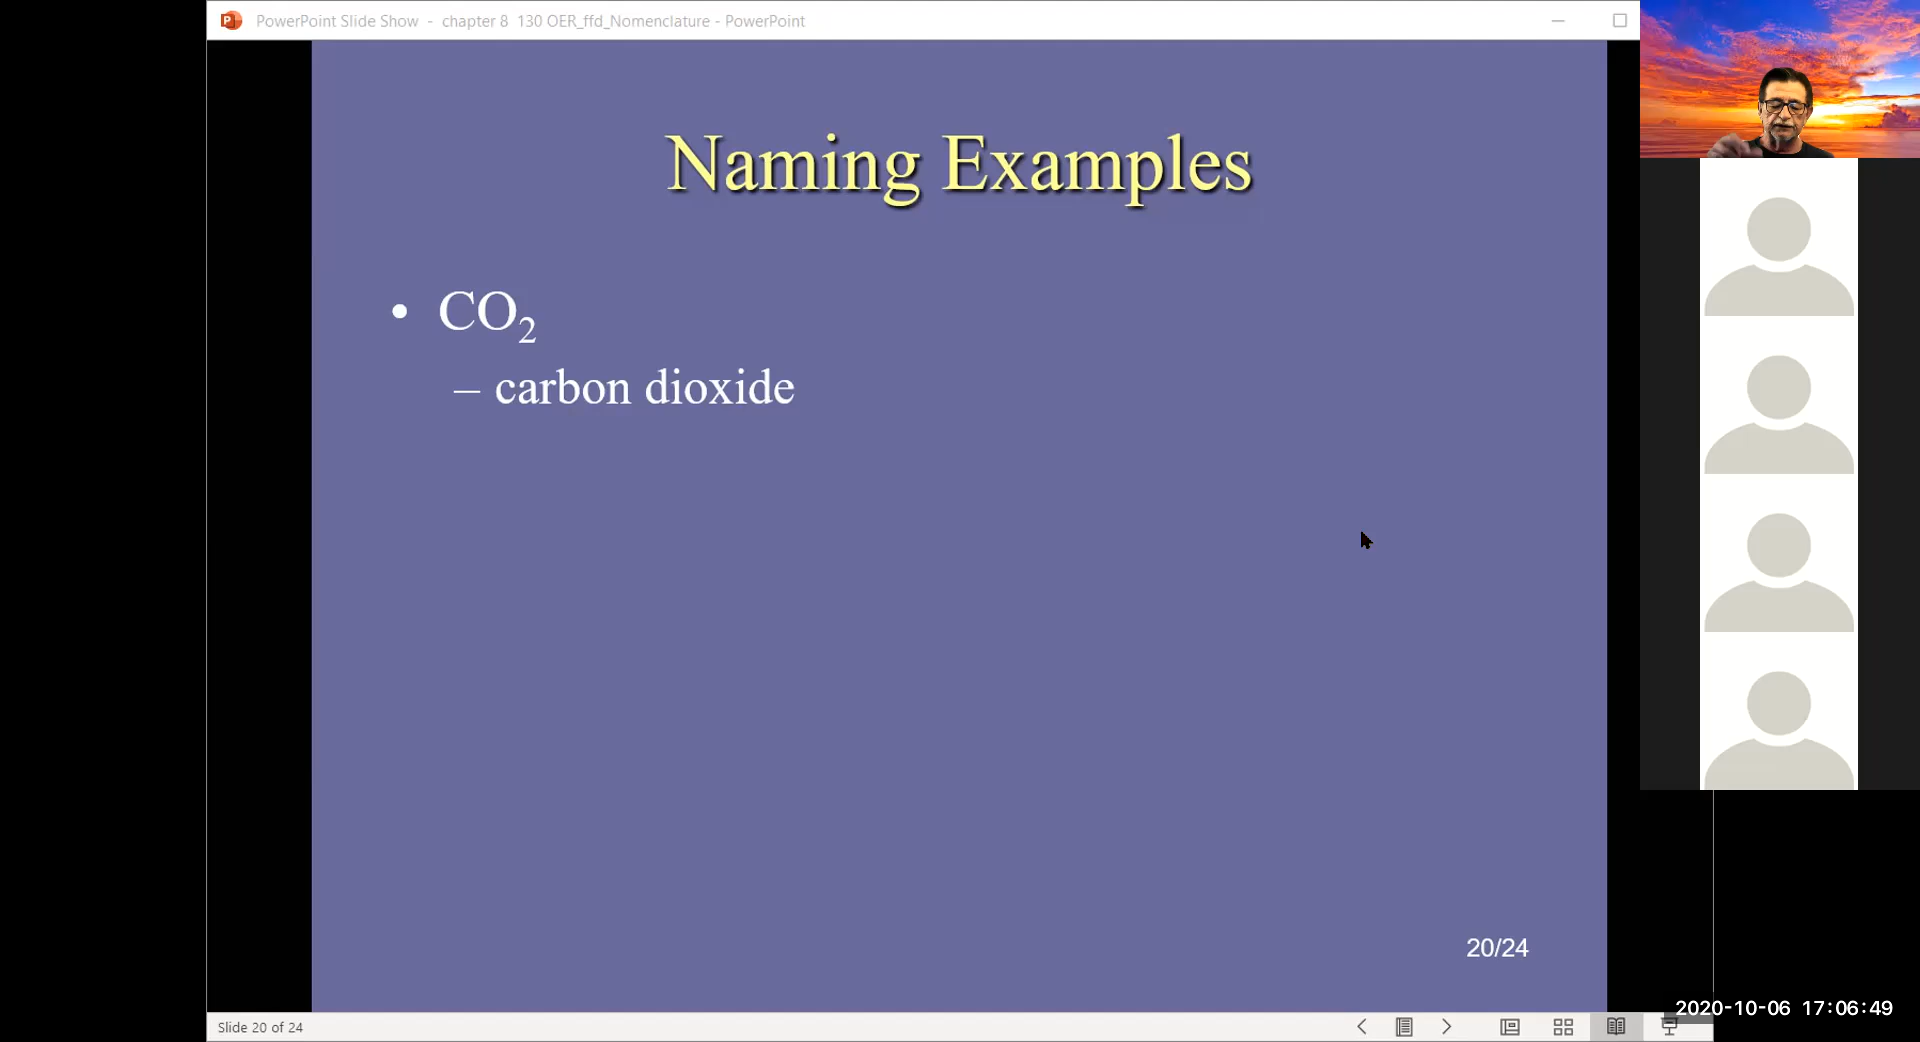 PowerPoint Slide Show - chapter 8 130 OER_ffd_Nomenclature - PowerPoint
Naming Examples
• CO₂
– carbon dioxide
20/24
2020-10-06 17:06:49
Slide 20 of 24